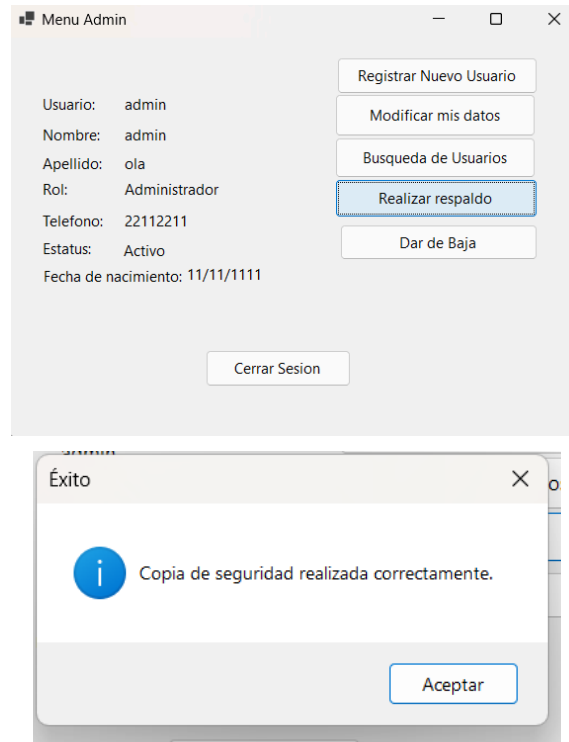 Menu Admin
Registrar Nuevo Usuario
Usuario: admin
Modificar mis datos
Nombre: admin
Apellido: ola
Busqueda de Usuarios
Rol: Administrador
Realizar respaldo
Telefono: 22112211
Estatus: Activo
Dar de Baja
Fecha de nacimiento: 11/11/1111
Cerrar Sesion
Éxito
Copia de seguridad realizada correctamente.
Aceptar